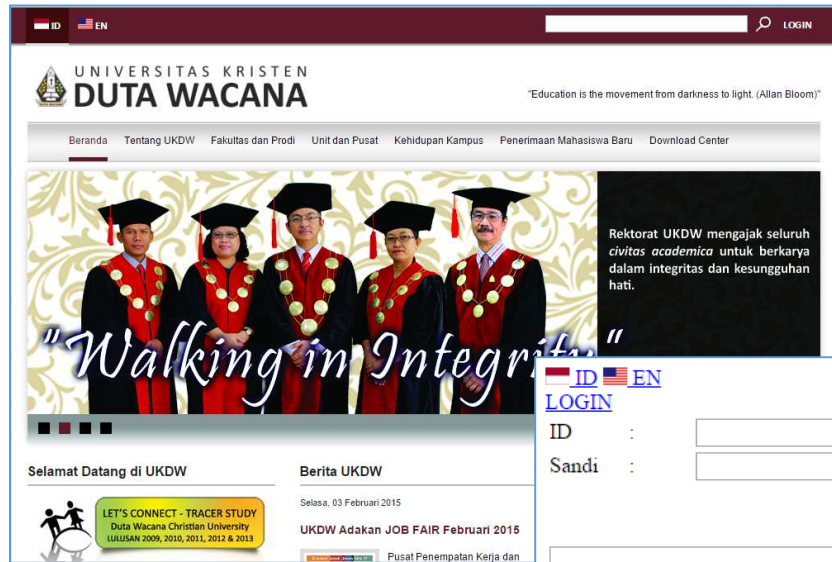 ID EN
LOGIN
UNIVERSITAS KRISTEN
DUTA WACANA
"Education is the movement from darkness to light. (Allan Bloom)"
Beranda Tentang UKDW Fakultas dan Prodi Unit dan Pusat Kehidupan Kampus Penerimaan Mahasiswa Baru Download Center
Rektorat UKDW mengajak seluruh
civitas academica untuk berkarya
dalam integritas dan kesungguhan
hati.
"Walking in Integrity"
Selamat Datang di UKDW
LET'S CONNECT - TRACER STUDY
Duta Wacana Christian University
LULUSAN 2009, 2010, 2011, 2012 & 2013
Berita UKDW
Selasa, 03 Februari 2015
UKDW Adakan JOB FAIR Februari 2015
Pusat Penempatan Kerja dan
ID EN
LOGIN
ID :
Sandi :